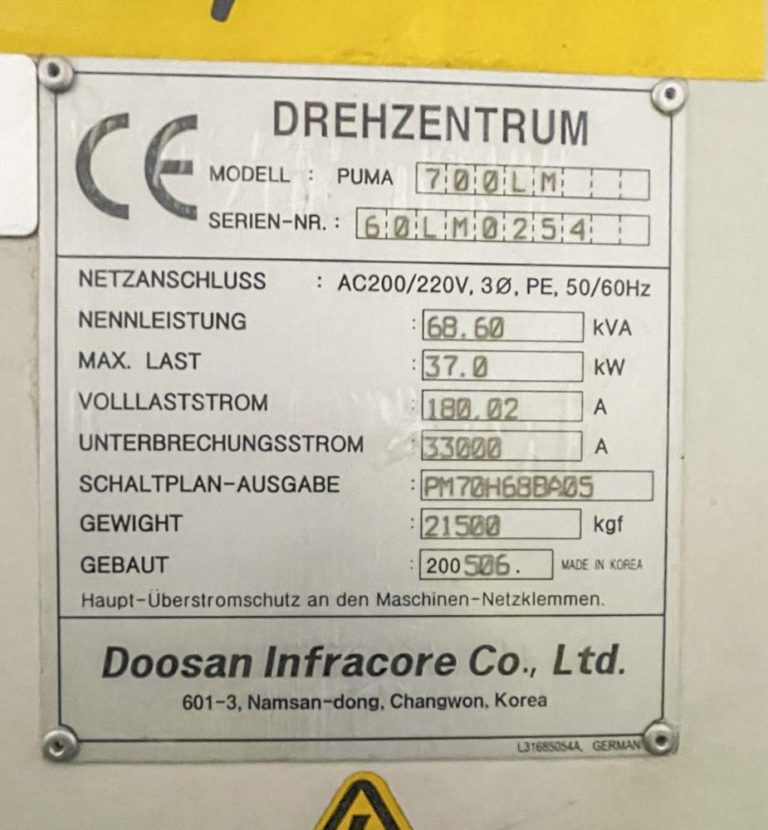 CE
DREHZENTRUM
MODELL : PUMA 700LM
SERIEN-NR. : 60LM0254
NETZANSCHLUSS : AC200/220V, 3Ø, PE, 50/60Hz
NENNLEISTUNG : 68.60 kVA
MAX. LAST : 37.0 kW
VOLLLASTSTROM : 180.02 A
UNTERBRECHUNGSSTROM : 33000 A
SCHALTPLAN-AUSGABE : PM70H68BA05
GEWIGHT : 21500 kgf
GEBAUT : 200506. MADE IN KOREA
Haupt-Überstromschutz an den Maschinen-Netzklemmen.
Doosan Infracore Co., Ltd.
601-3, Namsan-dong, Changwon, Korea
L31685054A, GERMAN